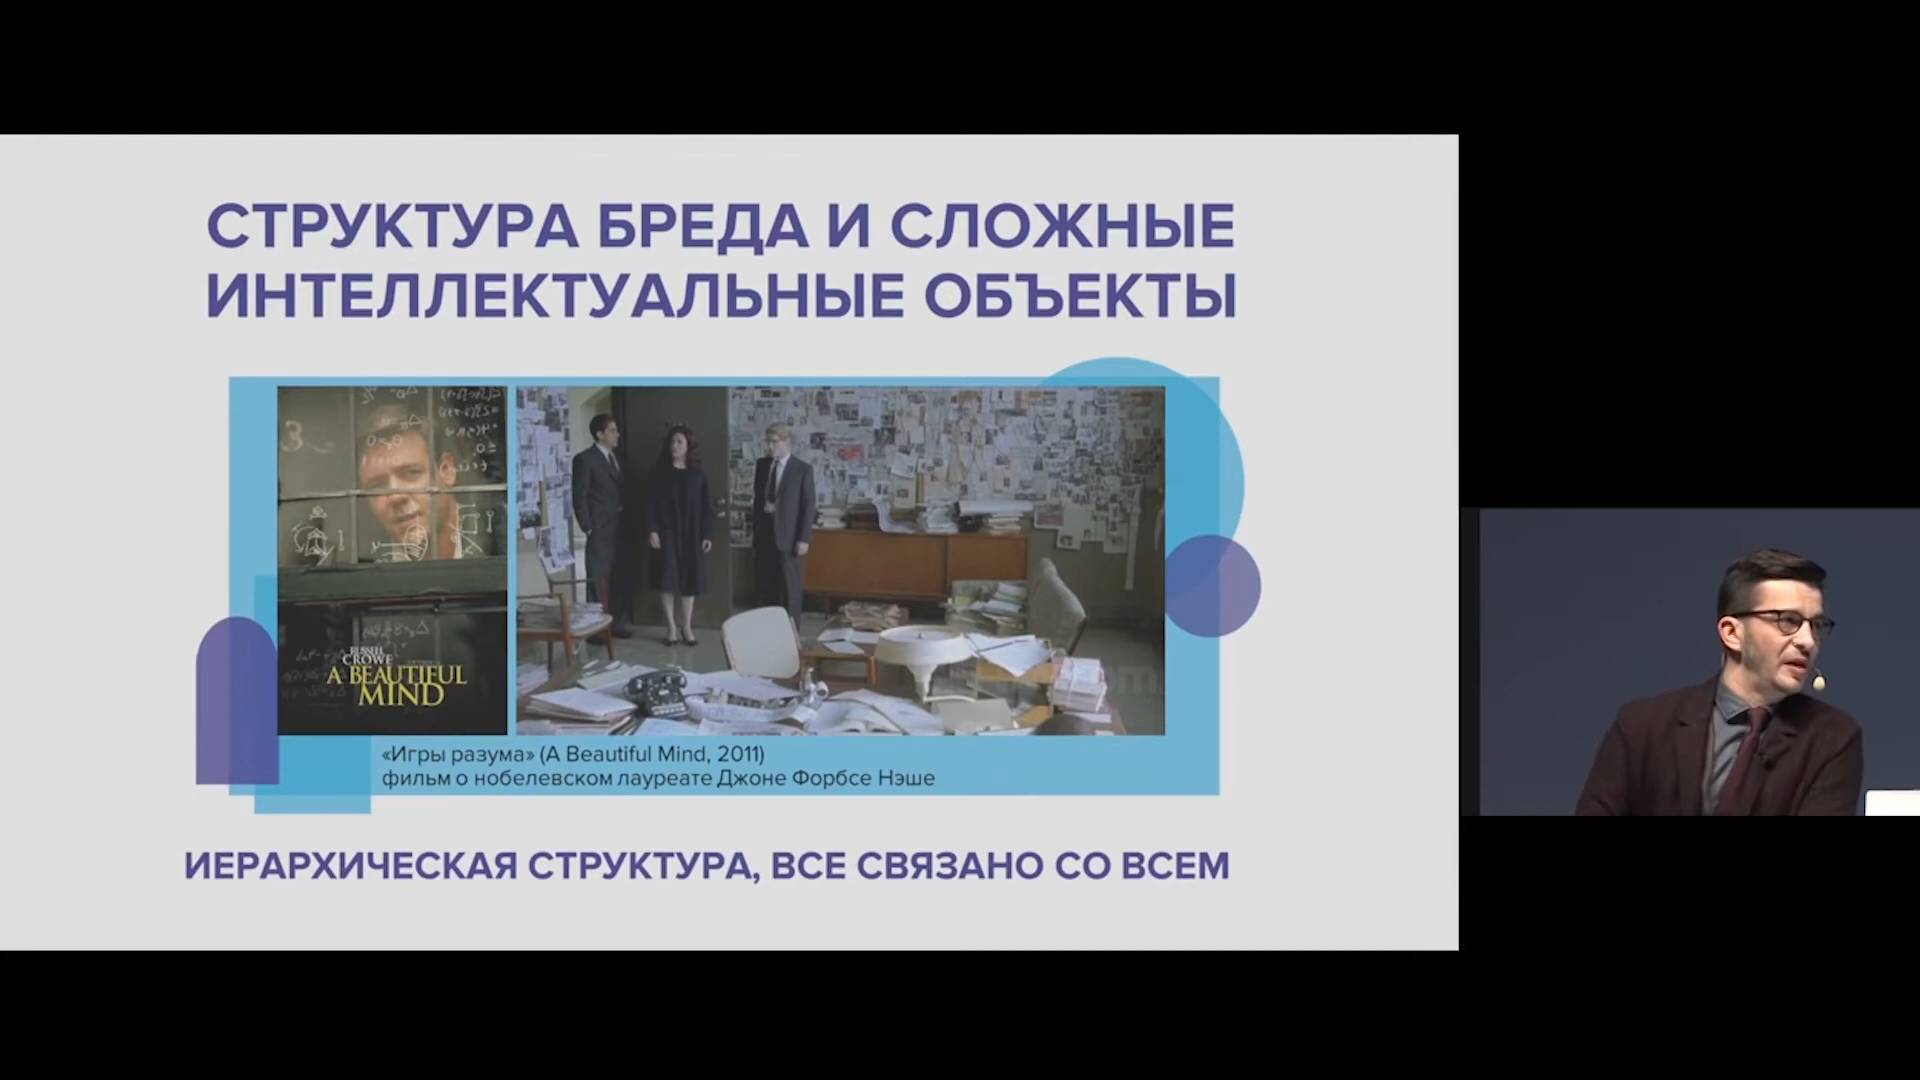 СТРУКТУРА БРЕДА И СЛОЖНЫЕ
ИНТЕЛЛЕКТУАЛЬНЫЕ ОБЪЕКТЫ
RUSSELL
CROWE
A BEAUTIFUL
MIND
«Игры разума» (A Beautiful Mind, 2011)
фильм о нобелевском лауреате Джоне Форбсе Нэше
ИЕРАРХИЧЕСКАЯ СТРУКТУРА, ВСЕ СВЯЗАНО СО ВСЕМ